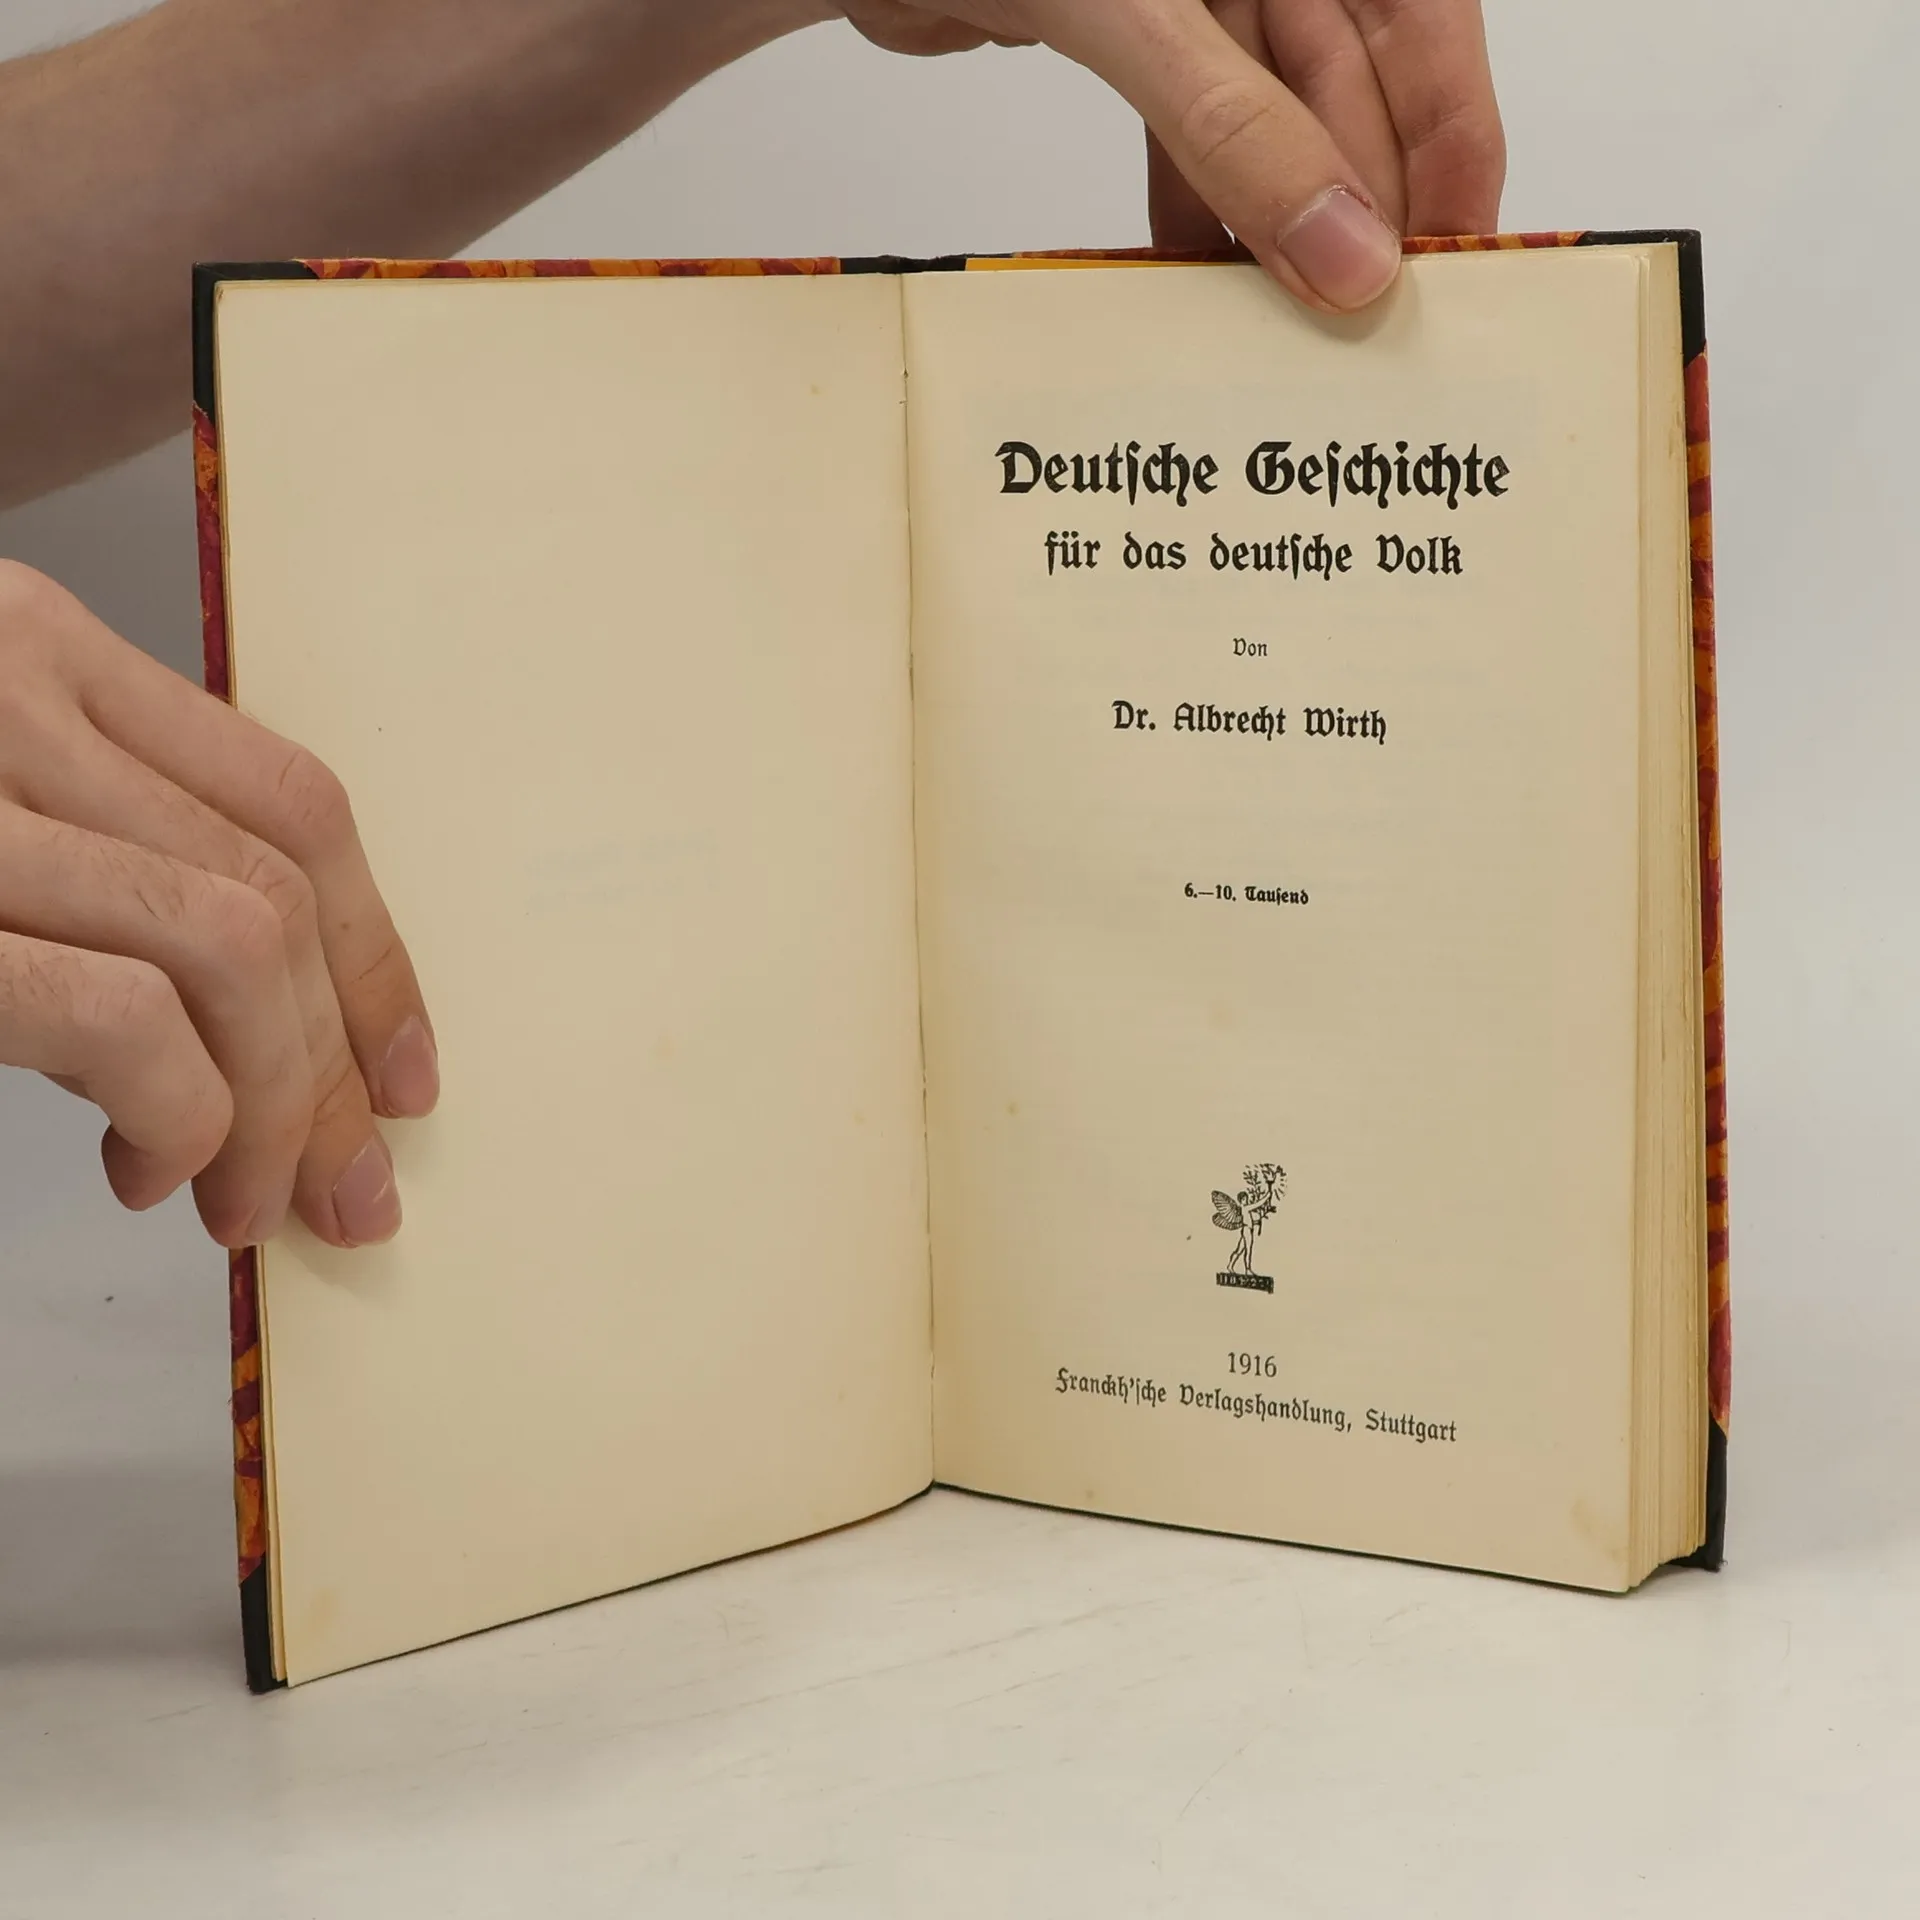 Deutſche Geſchichte
für das deutſche Volk
Von
Dr. Albrecht Wirth
6.—10. Tauſend
1916
Franckh'ſche Verlagshandlung, Stuttgart